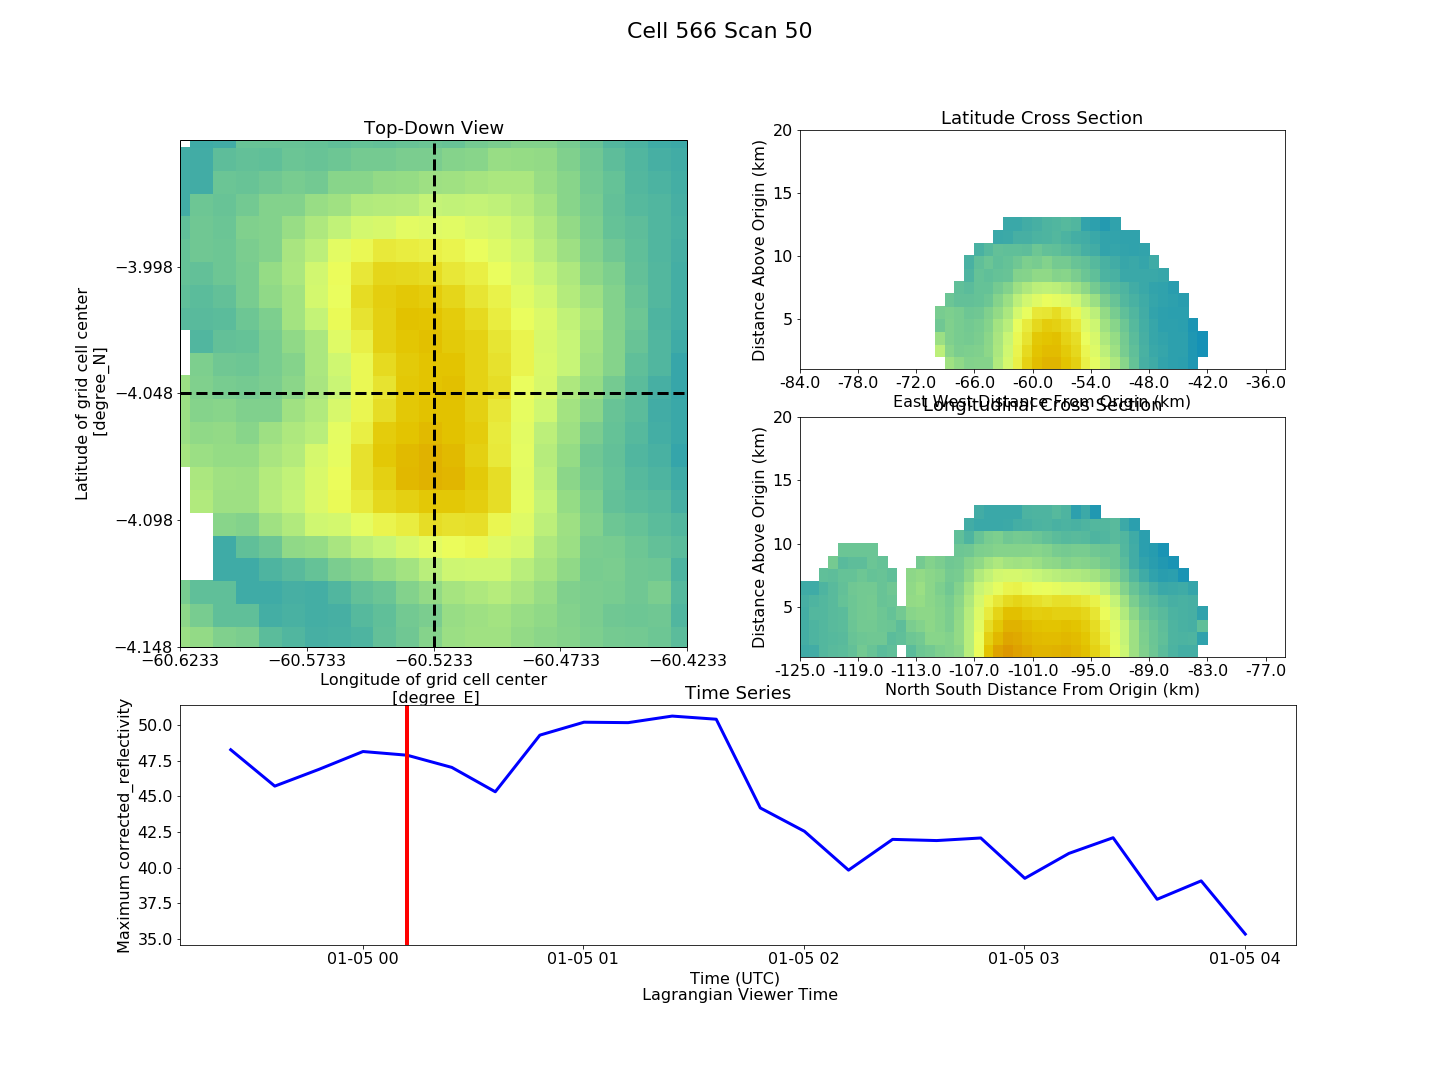 Cell 566 Scan 50
Top-Down View
Latitude of grid cell center
[degree_N]
−3.998
−4.048
−4.098
−4.148
−60.6233 −60.5733 −60.5233 −60.4733 −60.4233
Longitude of grid cell center
[degree_E]
Latitude Cross Section
Distance Above Origin (km)
20
15
10
5
-84.0 -78.0 -72.0 -66.0 -60.0 -54.0 -48.0 -42.0 -36.0
East West Distance From Origin (km)
Longitudinal Cross Section
Distance Above Origin (km)
20
15
10
5
-125.0 -119.0 -113.0 -107.0 -101.0 -95.0 -89.0 -83.0 -77.0
North South Distance From Origin (km)
Time Series
Maximum corrected_reflectivity
50.0
47.5
45.0
42.5
40.0
37.5
35.0
01-05 00 01-05 01 01-05 02 01-05 03 01-05 04
Time (UTC)
Lagrangian Viewer Time